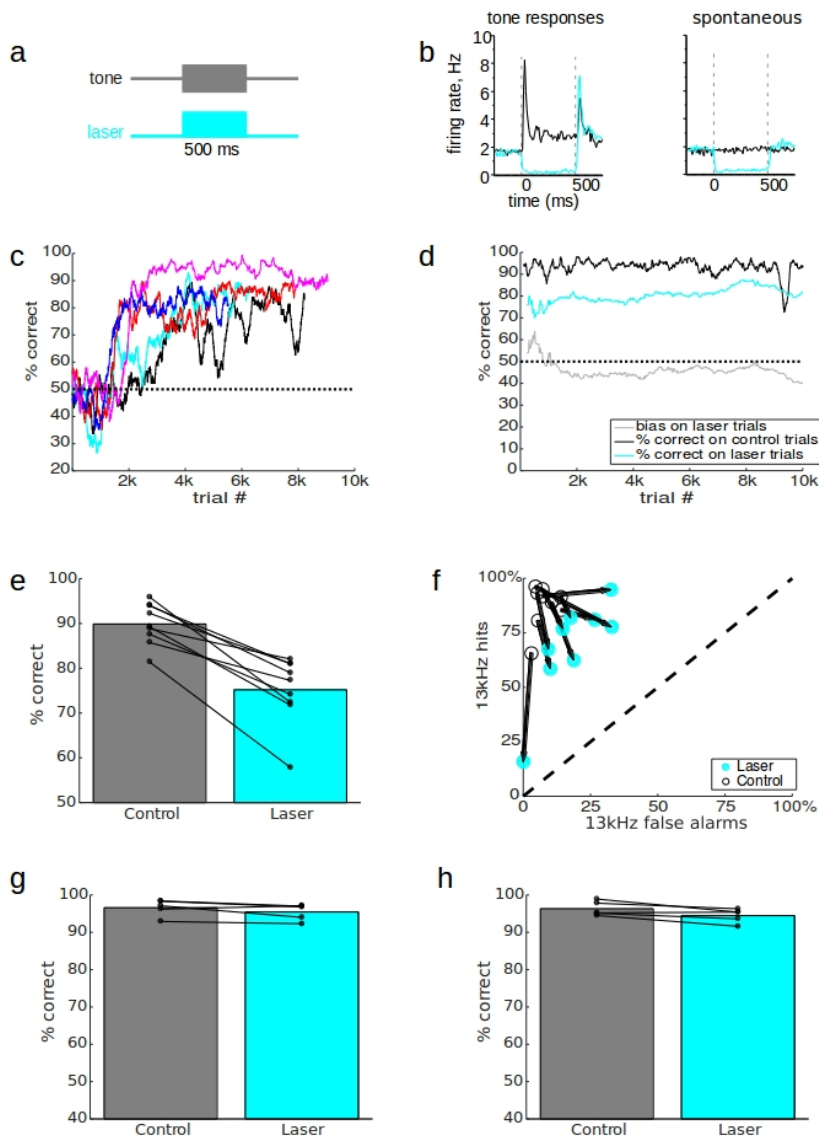 a
tone
laser
500 ms
b
tone responses
spontaneous
firing rate, Hz
10
8
6
4
2
0
0
500
time (ms)
0
500
c
% correct
100
90
80
70
60
50
40
30
20
2k
4k
6k
8k
10k
trial #
d
% correct
100
90
80
70
60
50
40
30
20
10
0
bias on laser trials
% correct on control trials
% correct on laser trials
2k
4k
6k
8k
10k
trial #
e
% correct
100
90
80
70
60
50
Control
Laser
f
13kHz hits
100%
75
50
25
0
Laser
Control
0
25
50
75
100%
13kHz false alarms
g
% correct
100
90
80
70
60
50
40
Control
Laser
h
% correct
100
90
80
70
60
50
40
Control
Laser